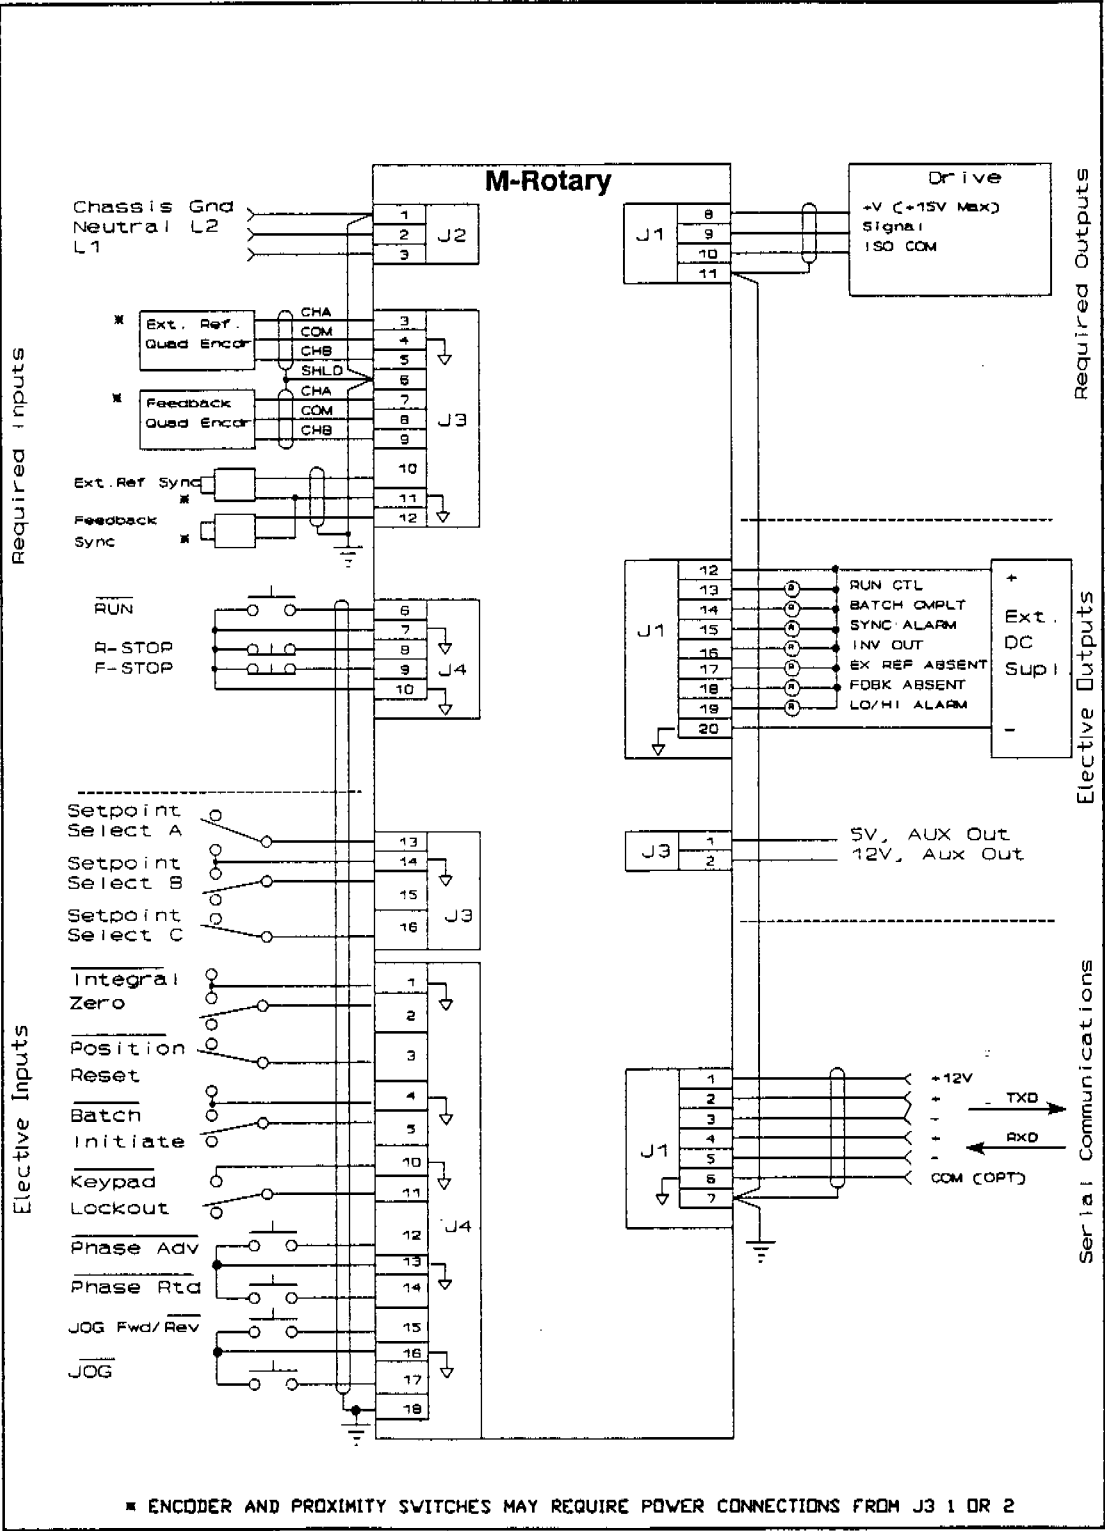 M-Rotary
Required Inputs
Chassis Gnd
Neutral L2
L1
1
2
3
J2
* Ext. Ref.
Quad Encdr
CHA
COM
CHB
SHLD
* Feedback
Quad Encdr
CHA
COM
CHB
3
4
5
6
7
8
9
10
11
12
J3
Ext.Ref Sync
*
Feedback
Sync *
RUN
R-STOP
F-STOP
6
7
8
9
10
J4
Elective Inputs
Setpoint
Select A
Setpoint
Select B
Setpoint
Select C
13
14
15
16
J3
Integral
Zero
Position
Reset
Batch
Initiate
Keypad
Lockout
Phase Adv
Phase Rtd
JOG Fwd/Rev
JOG
1
2
3
4
5
10
11
12
13
14
15
16
17
18
J4
Required Outputs
J1
8
9
10
11
Drive
+V (+15V Max)
Signal
ISO COM
Elective Outputs
J1
12
13
14
15
16
17
18
19
20
R
R
R
R
R
R
R
RUN CTL
BATCH CMPLT
SYNC ALARM
INV OUT
EX REF ABSENT
FDBK ABSENT
LO/HI ALARM
+
Ext.
DC
Supl
-
J3
1
2
5V, AUX Out
12V, Aux Out
Serial Communications
J1
1
2
3
4
5
6
7
+12V
+
-
+
-
COM (OPT)
TXD
RXD
* ENCODER AND PROXIMITY SWITCHES MAY REQUIRE POWER CONNECTIONS FROM J3 1 OR 2